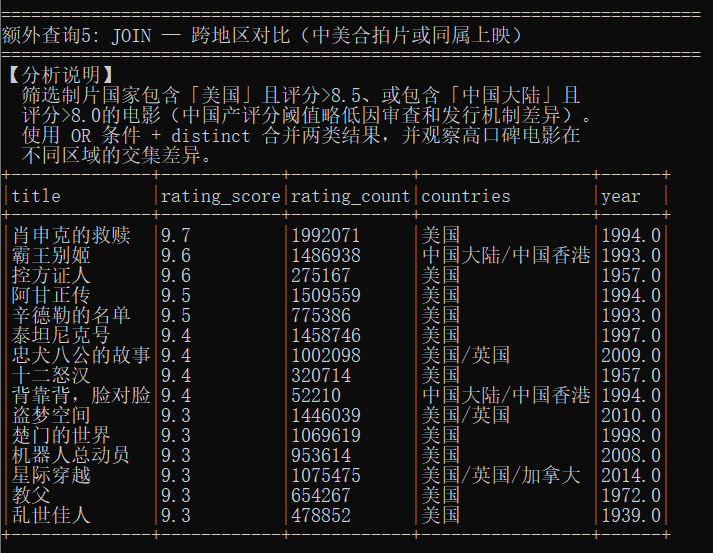 ======================================================================
额外查询5: JOIN — 跨地区对比（中美合拍片或同属上映）
======================================================================
【分析说明】
筛选制片国家包含「美国」且评分>8.5、或包含「中国大陆」且
评分>8.0的电影（中国产评分阈值略低因审查和发行机制差异）。
使用 OR 条件 + distinct 合并两类结果，并观察高口碑电影在
不同区域的交集差异。
+--------------+------------+------------+-----------------+------+
|title |rating_score|rating_count|countries |year |
+--------------+------------+------------+-----------------+------+
|肖申克的救赎 |9.7 |1992071 |美国 |1994.0|
|霸王别姬 |9.6 |1486938 |中国大陆/中国香港|1993.0|
|控方证人 |9.6 |275167 |美国 |1957.0|
|阿甘正传 |9.5 |1509559 |美国 |1994.0|
|辛德勒的名单 |9.5 |775386 |美国 |1993.0|
|泰坦尼克号 |9.4 |1458746 |美国 |1997.0|
|忠犬八公的故事|9.4 |1002098 |美国/英国 |2009.0|
|十二怒汉 |9.4 |320714 |美国 |1957.0|
|背靠背，脸对脸|9.4 |52210 |中国大陆/中国香港|1994.0|
|盗梦空间 |9.3 |1446039 |美国/英国 |2010.0|
|楚门的世界 |9.3 |1069619 |美国 |1998.0|
|机器人总动员 |9.3 |953614 |美国 |2008.0|
|星际穿越 |9.3 |1075475 |美国/英国/加拿大 |2014.0|
|教父 |9.3 |654267 |美国 |1972.0|
|乱世佳人 |9.3 |478852 |美国 |1939.0|
+--------------+------------+------------+-----------------+------+